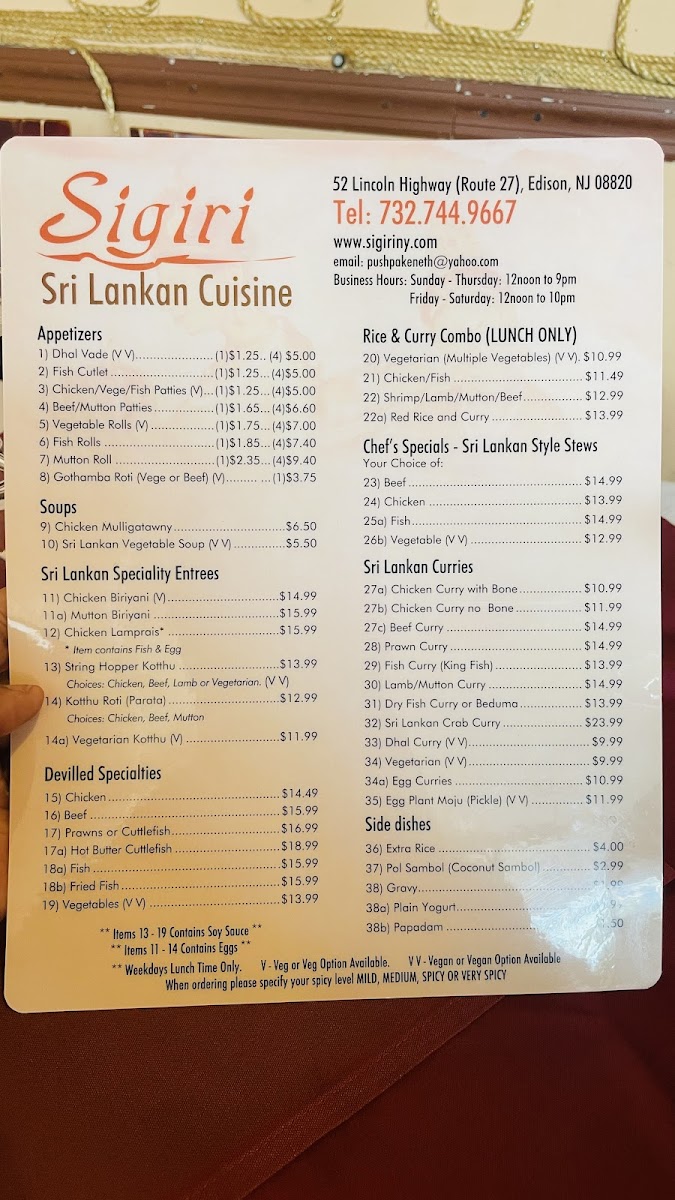 Sigiri
Sri Lankan Cuisine
52 Lincoln Highway (Route 27), Edison, NJ 08820
Tel: 732.744.9667
www.sigiriny.com
email: pushpakeneth@yahoo.com
Business Hours: Sunday - Thursday: 12noon to 9pm
Friday - Saturday: 12noon to 10pm
Appetizers
1) Dhal Vade (V V)......................(1)$1.25.. (4) $5.00
2) Fish Cutlet.............................(1)$1.25...(4)$5.00
3) Chicken/Vege/Fish Patties (V)...(1)$1.25...(4)$5.00
4) Beef/Mutton Patties.................(1)$1.65...(4)$6.60
5) Vegetable Rolls (V)..................(1)$1.75...(4)$7.00
6) Fish Rolls ...............................(1)$1.85...(4)$7.40
7) Mutton Roll ............................(1)$2.35...(4)$9.40
8) Gothamba Roti (Vege or Beef) (V)......... ...(1)$3.75
Soups
9) Chicken Mulligatawny...............................$6.50
10) Sri Lankan Vegetable Soup (V V)..............$5.50
Sri Lankan Speciality Entrees
11) Chicken Biriyani (V)...............................$14.99
11a) Mutton Biriyani ...................................$15.99
12) Chicken Lamprais* ................................$15.99
* Item contains Fish & Egg
13) String Hopper Kotthu ............................$13.99
Choices: Chicken, Beef, Lamb or Vegetarian. (V V)
14) Kotthu Roti (Parata) ..............................$12.99
Choices: Chicken, Beef, Mutton
14a) Vegetarian Kotthu (V) ..........................$11.99
Devilled Specialties
15) Chicken................................................$14.49
16) Beef.....................................................$15.99
17) Prawns or Cuttlefish..............................$16.99
17a) Hot Butter Cuttlefish ...........................$18.99
18a) Fish....................................................$15.99
18b) Fried Fish...........................................$15.99
19) Vegetables (V V) ..................................$13.99
** Items 13 - 19 Contains Soy Sauce **
** Items 11 - 14 Contains Eggs **
Rice & Curry Combo (LUNCH ONLY)
20) Vegetarian (Multiple Vegetables) (V V). $10.99
21) Chicken/Fish ....................................$11.49
22) Shrimp/Lamb/Mutton/Beef.................$12.99
22a) Red Rice and Curry..........................$13.99
Chef's Specials - Sri Lankan Style Stews
Your Choice of:
23) Beef..................................................$14.99
24) Chicken ............................................$13.99
25a) Fish.................................................$14.99
26b) Vegetable (V V) ................................$12.99
Sri Lankan Curries
27a) Chicken Curry with Bone..................$10.99
27b) Chicken Curry no Bone...................$11.99
27c) Beef Curry ......................................$14.99
28) Prawn Curry......................................$14.99
29) Fish Curry (King Fish).........................$13.99
30) Lamb/Mutton Curry ..........................$14.99
31) Dry Fish Curry or Beduma..................$13.99
32) Sri Lankan Crab Curry .......................$23.99
33) Dhal Curry (V V)..................................$9.99
34) Vegetarian (V V)..................................$9.99
34a) Egg Curries ....................................$10.99
35) Egg Plant Moju (Pickle) (V V) ..............$11.99
Side dishes
36) Extra Rice ..........................................$4.00
37) Pol Sambol (Coconut Sambol) .............$2.99
38) Gravy.................................................
38a) Plain Yogurt......................................
38b) Papadam .........................................
** Weekdays Lunch Time Only. V - Veg or Veg Option Available. V V - Vegan or Vegan Option Available
When ordering please specify your spicy level MILD, MEDIUM, SPICY OR VERY SPICY